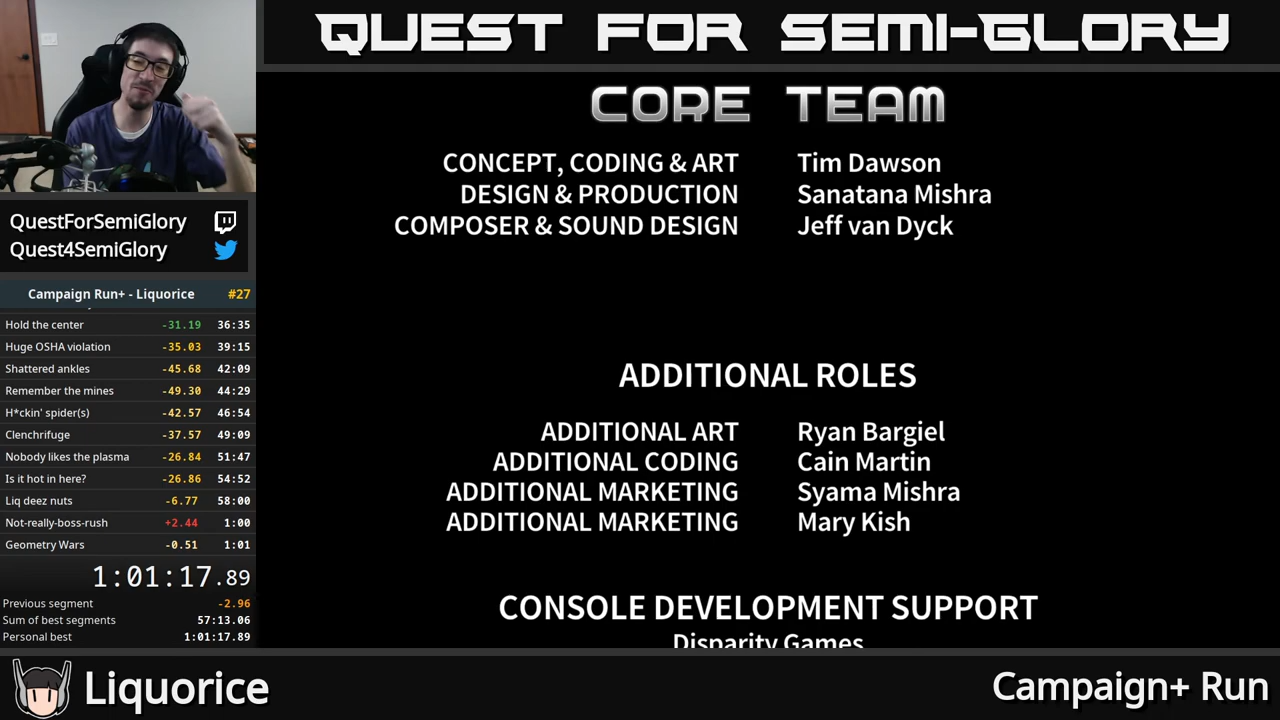 QUEST FOR SEMI-GLORY
CORE TEAM
CONCEPT, CODING & ART Tim Dawson
DESIGN & PRODUCTION Sanatana Mishra
COMPOSER & SOUND DESIGN Jeff van Dyck
ADDITIONAL ROLES
ADDITIONAL ART Ryan Bargiel
ADDITIONAL CODING Cain Martin
ADDITIONAL MARKETING Syama Mishra
ADDITIONAL MARKETING Mary Kish
CONSOLE DEVELOPMENT SUPPORT
Disparity Games
QuestForSemiGlory
Quest4SemiGlory
Campaign Run+ - Liquorice #27
Hold the center -31.19 36:35
Huge OSHA violation -35.03 39:15
Shattered ankles -45.68 42:09
Remember the mines -49.30 44:29
H*ckin' spider(s) -42.57 46:54
Clenchrifuge -37.57 49:09
Nobody likes the plasma -26.84 51:47
Is it hot in here? -26.86 54:52
Liq deez nuts -6.77 58:00
Not-really-boss-rush +2.44 1:00
Geometry Wars -0.51 1:01
1:01:17.89
Previous segment -2.96
Sum of best segments 57:13.06
Personal best 1:01:17.89
Liquorice
Campaign+ Run